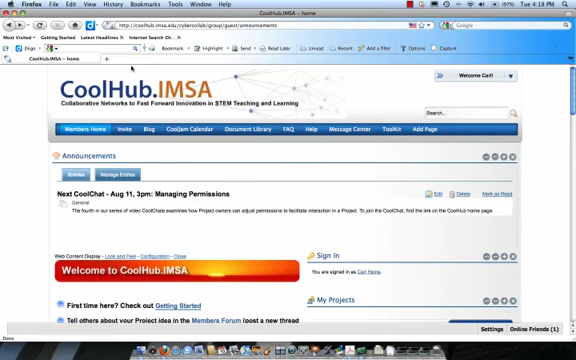 Firefox File Edit View History Bookmarks Tools Window Help (97%) Tue 4:18 PM
CoolHub.IMSA - home
http://coolhub.imsa.edu/cybercollab/group/guest/announcements
Google
Most Visited Getting Started Latest Headlines Internet Search Ch...
Diigo Bookmark Highlight Send Read Later Unread Recent Add a filter Options Capture
CoolHub.IMSA - home
CoolHub.IMSA
Collaborative Networks to Fast Forward Innovation in STEM Teaching and Learning
Welcome Carl!
Search...
Members Home Invite Blog CoolJam Calendar Document Library FAQ Help Message Center ToolKit Add Page
Announcements
Entries Manage Entries
Next CoolChat - Aug 11, 3pm: Managing Permissions
Edit Delete Mark as Read
General
The fourth in our series of video CoolChats examines how Project owners can adjust permissions to facilitate interaction in a Project. To join the CoolChat, find the link on the CoolHub home page.
Web Content Display - Look and Feel - Configuration - Close
Sign In
Welcome to CoolHub.IMSA
You are signed in as Carl Heine.
First time here? Check out Getting Started
My Projects
Tell others about your Project idea in the Members Forum (post a new thread
Settings Online Friends (1)
Done